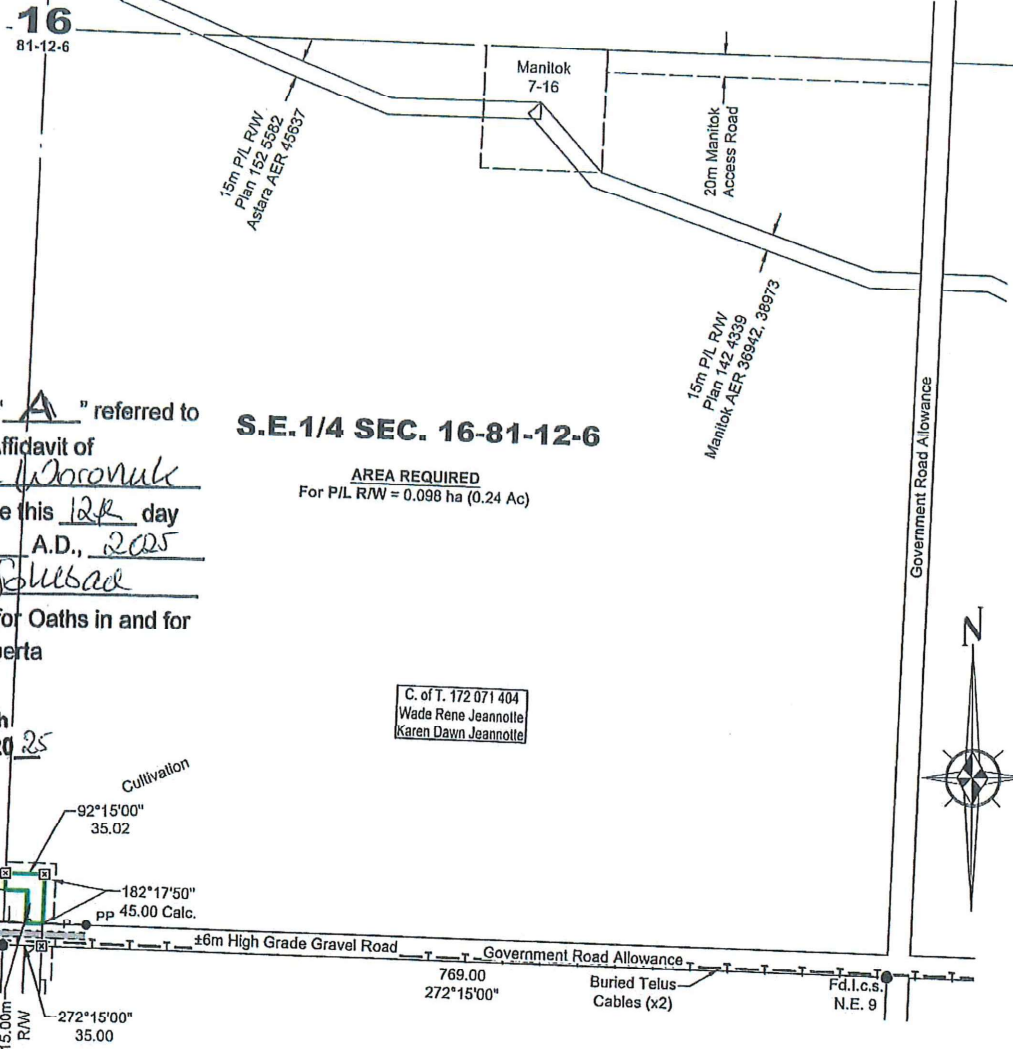 16
81-12-6
Manitok
7-16
15m P/L R/W
Plan 152 5582
Astara AER 45637
20m Manitok
Access Road
15m P/L R/W
Plan 142 4339
Manitok AER 36942, 38973
Government Road Allowance
" A " referred to
ffidavit of
Woronuk
e this 12th day
A.D., 2025
for Oaths in and for
berta
h
20 25
S.E.1/4 SEC. 16-81-12-6
AREA REQUIRED
For P/L R/W = 0.098 ha (0.24 Ac)
N
C. of T. 172 071 404
Wade Rene Jeannotte
Karen Dawn Jeannotte
Cultivation
92°15'00"
35.02
182°17'50"
45.00 Calc.
PP
±6m High Grade Gravel Road
Government Road Allowance
769.00
272°15'00"
Buried Telus
Cables (x2)
Fd.I.c.s.
N.E. 9
15.00m
R/W
272°15'00"
35.00